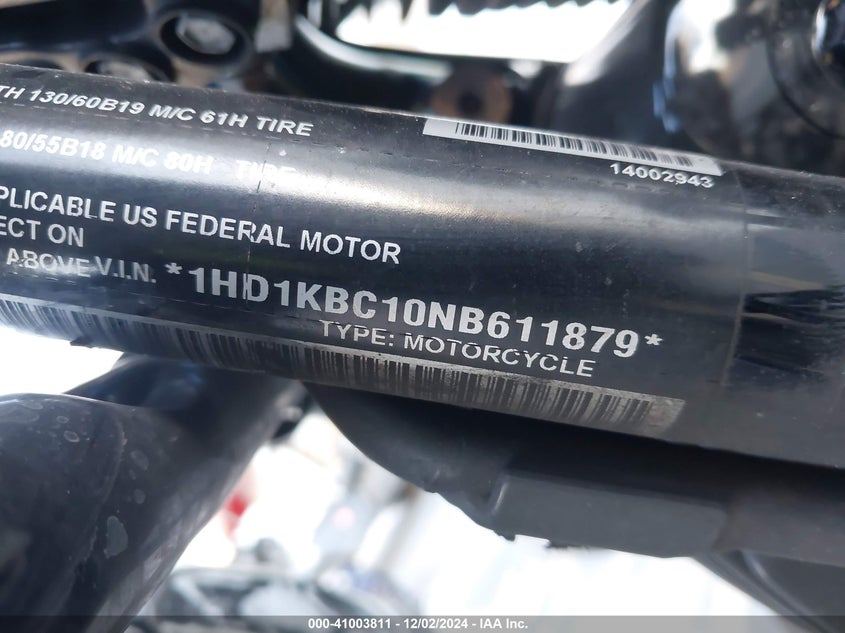 TH 130/60B19 M/C 61H TIRE
80/55B18 M/C 80H TIRE
14002943
PLICABLE US FEDERAL MOTOR
ECT ON
ABOVE V.I.N. *1HD1KBC10NB611879*
TYPE: MOTORCYCLE
000-41003811 - 12/02/2024 - IAA Inc.